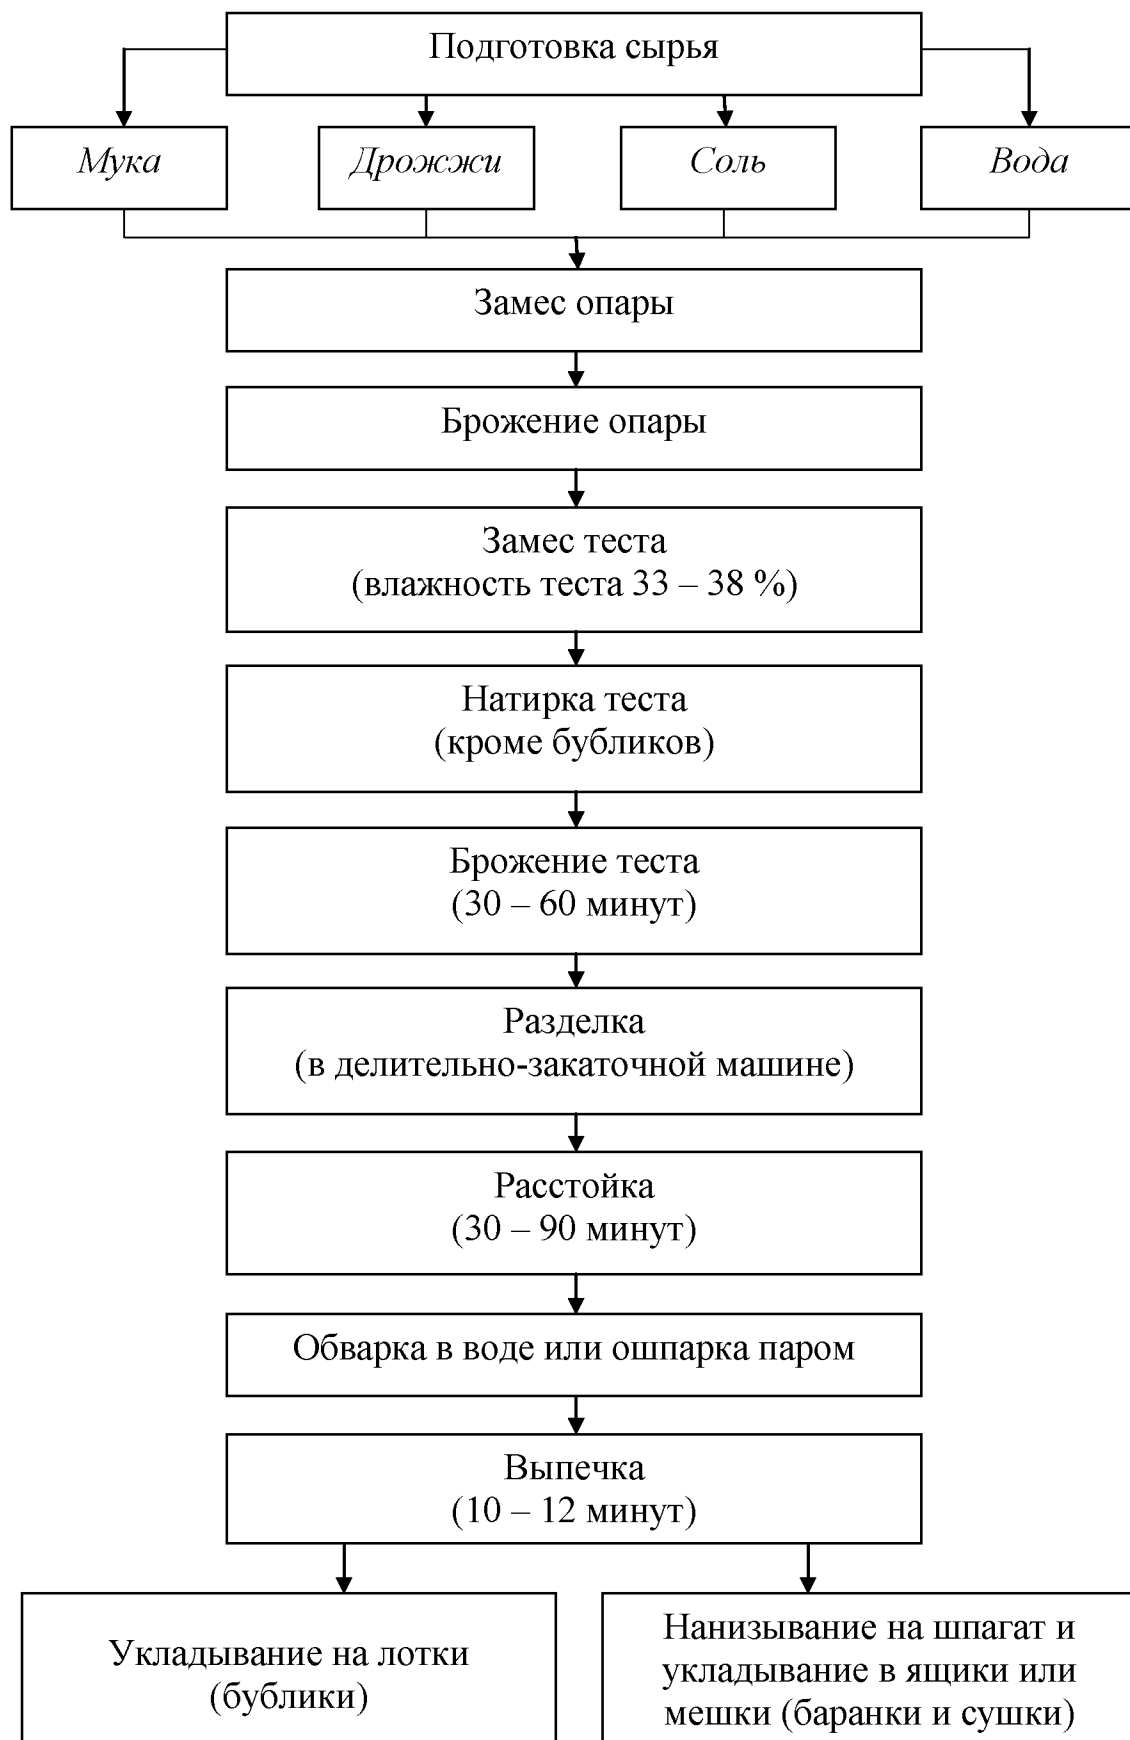 Подготовка сырья
Мука
Дрожжи
Соль
Вода
Замес опары
Брожение опары
Замес теста
(влажность теста 33 – 38 %)
Натирка теста
(кроме бубликов)
Брожение теста
(30 – 60 минут)
Разделка
(в делительно-закаточной машине)
Расстойка
(30 – 90 минут)
Обварка в воде или ошпарка паром
Выпечка
(10 – 12 минут)
Укладывание на лотки
(бублики)
Нанизывание на шпагат и
укладывание в ящики или
мешки (баранки и сушки)